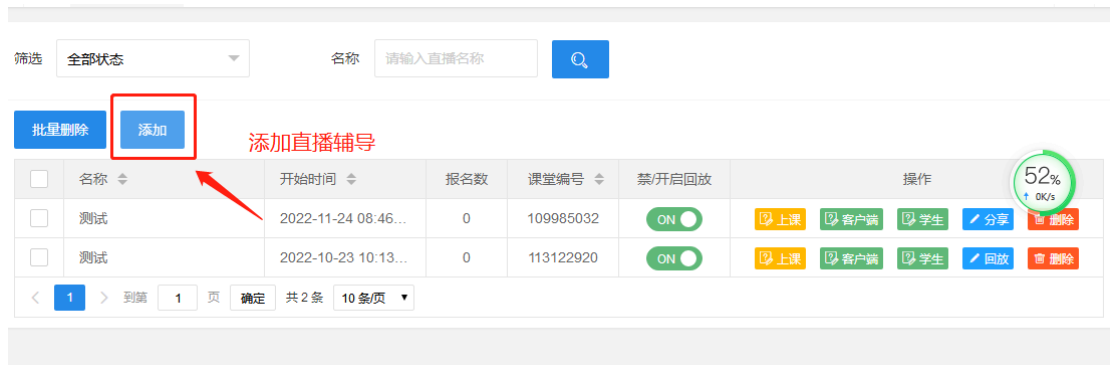 筛选 全部状态 名称 请输入直播名称
批量删除 添加 添加直播辅导
名称 开始时间 报名数 课堂编号 禁/开启回放 操作 52%
↑ 0K/s
测试 2022-11-24 08:46... 0 109985032 ON 上课 客户端 学生 分享 删除
测试 2022-10-23 10:13... 0 113122920 ON 上课 客户端 学生 回放 删除
< 1 > 到第 1 页 确定 共 2 条 10 条/页